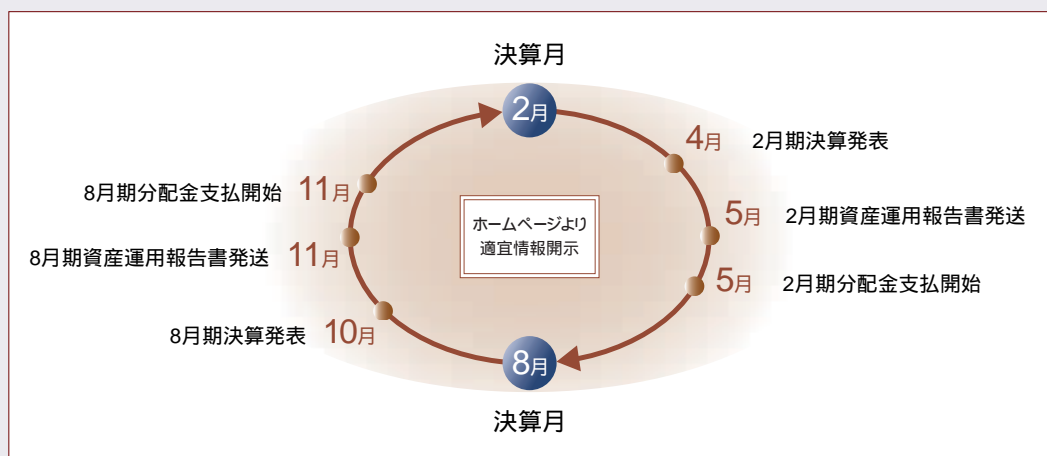 決算月
2月
4月 2月期決算発表
5月 2月期資産運用報告書発送
5月 2月期分配金支払開始
8月
決算月
8月期決算発表 10月
8月期資産運用報告書発送 11月
8月期分配金支払開始 11月
ホームページより
適宜情報開示